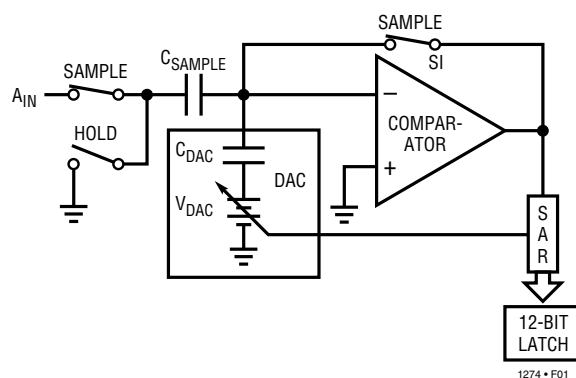 SAMPLE
SI
C_SAMPLE
SAMPLE
A_IN
HOLD
C_DAC
DAC
V_DAC
−
+
COMPAR-
ATOR
S
A
R
12-BIT
LATCH
1274 • F01